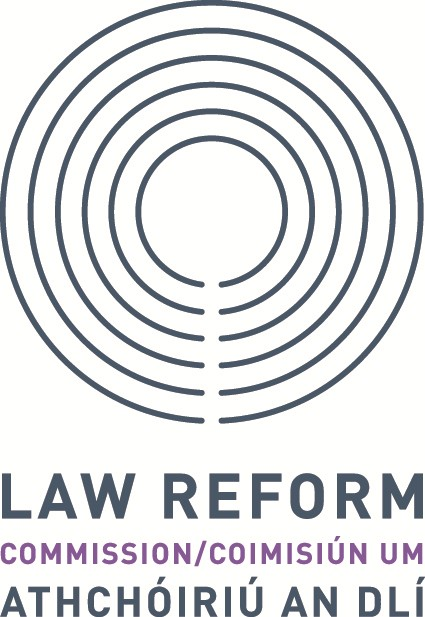 LAW REFORM
COMMISSION/COIMISIÚN UM
ATHCHÓIRIÚ AN DLÍ